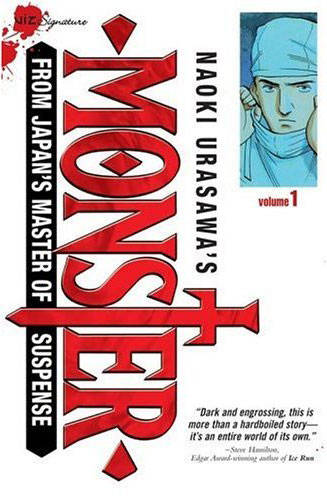 VIZ Signature
NAOKI URASAWA'S
MONSTER
FROM JAPAN'S MASTER OF SUSPENSE
volume 1
"Dark and engrossing, this is
more than a hardboiled story—
it's an entire world of its own."
–Steve Hamilton,
Edgar Award-winning author of Ice Run